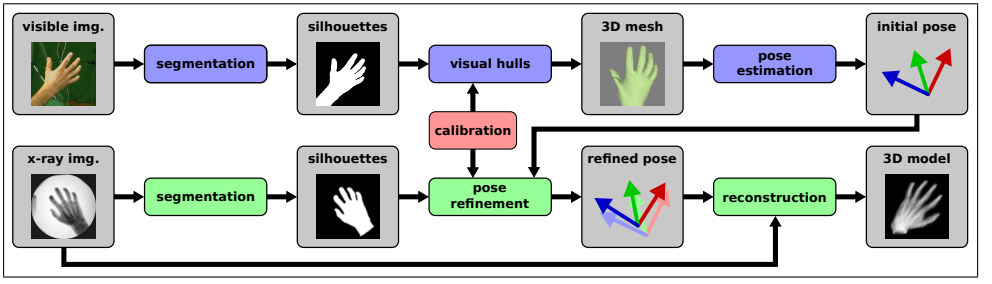 visible img.
segmentation
silhouettes
visual hulls
3D mesh
pose
estimation
initial pose
calibration
x-ray img.
segmentation
silhouettes
pose
refinement
refined pose
reconstruction
3D model